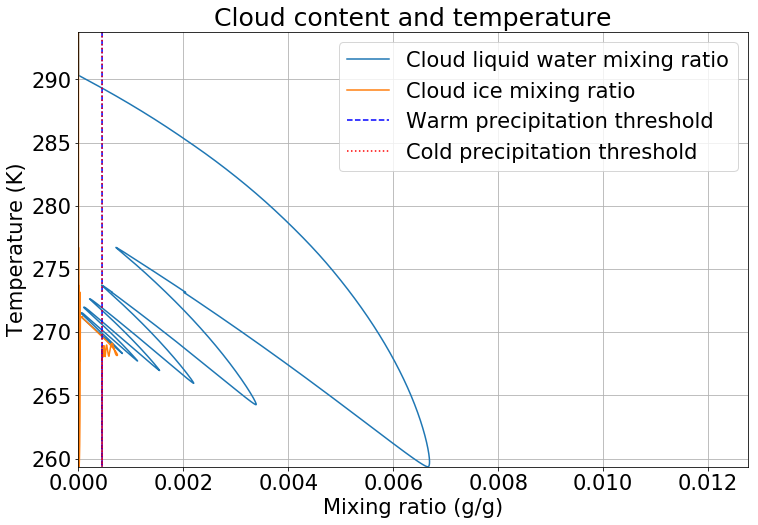 Cloud content and temperature
Cloud liquid water mixing ratio
Cloud ice mixing ratio
Warm precipitation threshold
Cold precipitation threshold
Temperature (K)
290
285
280
275
270
265
260
0.000 0.002 0.004 0.006 0.008 0.010 0.012
Mixing ratio (g/g)